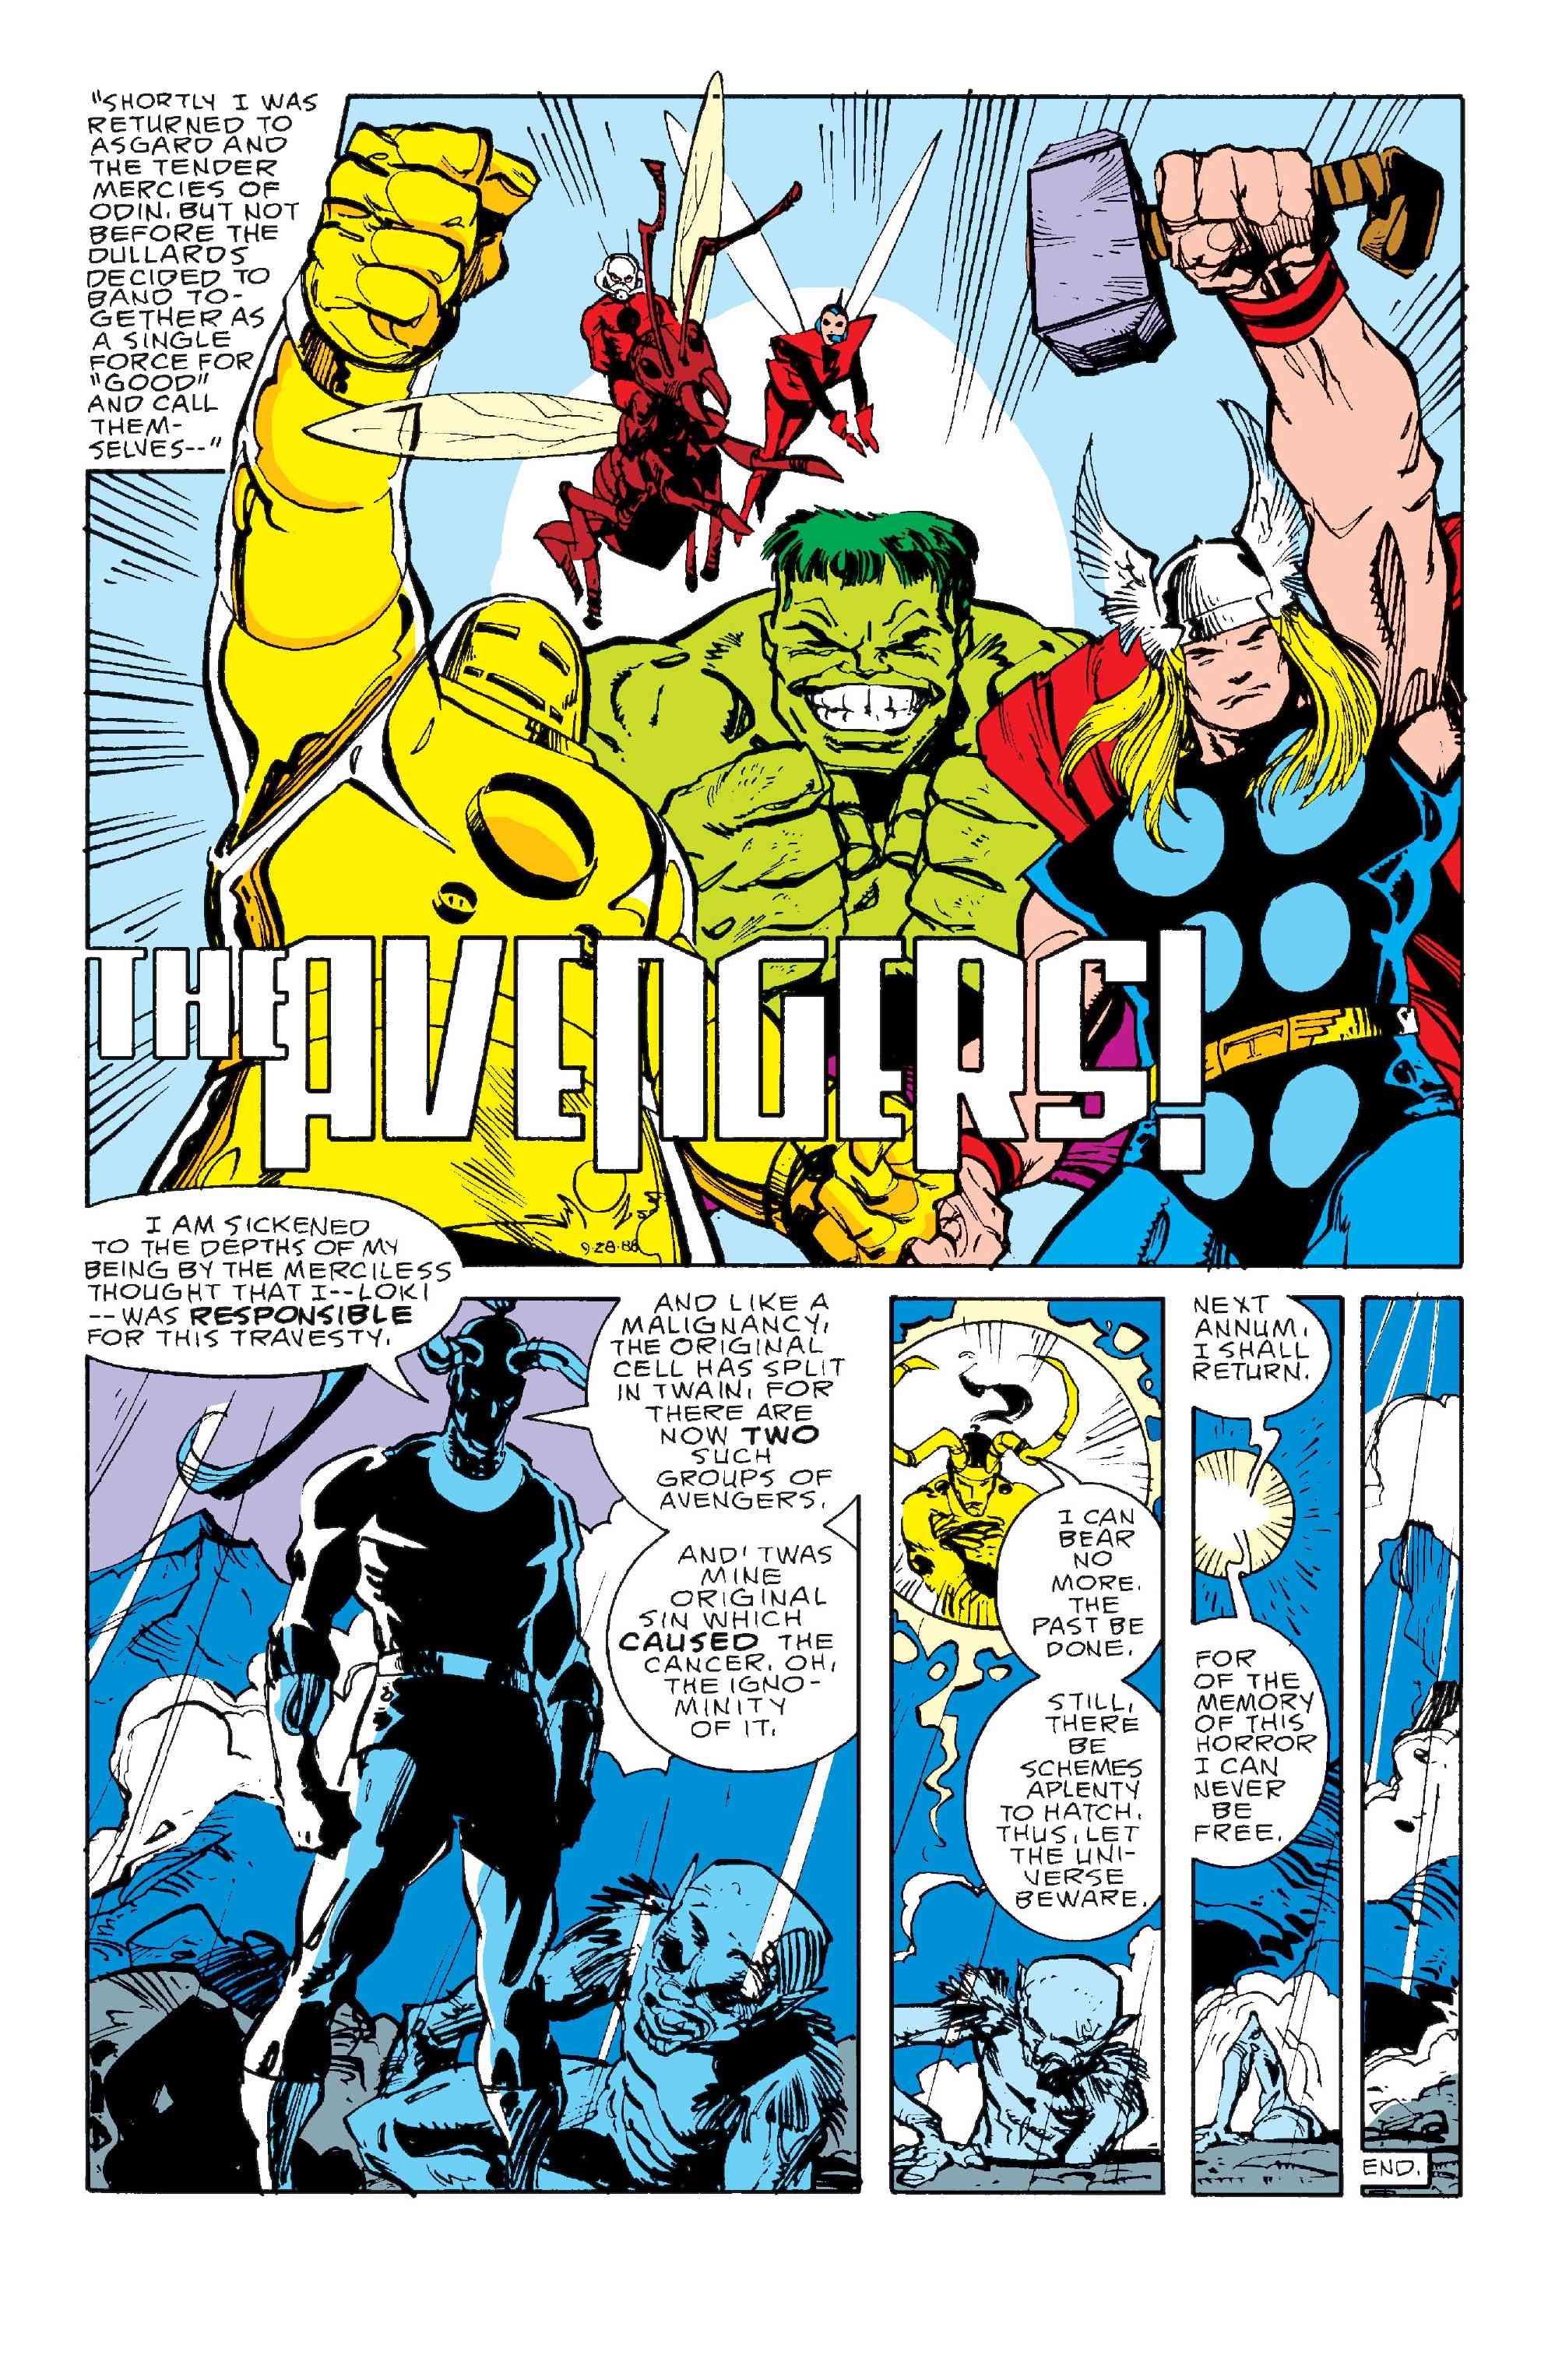 "SHORTLY I WAS
RETURNED TO
ASGARD AND
THE TENDER
MERCIES OF
ODIN. BUT NOT
BEFORE THE
DULLARDS
DECIDED TO
BAND TO-
GETHER AS
A SINGLE
FORCE FOR
"GOOD"
AND CALL
THEM-
SELVES--"
THE AVENGERS!
9-28-88
I AM SICKENED
TO THE DEPTHS OF MY
BEING BY THE MERCILESS
THOUGHT THAT I--LOKI
--WAS RESPONSIBLE
FOR THIS TRAVESTY.
AND LIKE A
MALIGNANCY,
THE ORIGINAL
CELL HAS SPLIT
IN TWAIN, FOR
THERE ARE
NOW TWO
SUCH
GROUPS OF
AVENGERS.
AND 'TWAS
MINE
ORIGINAL
SIN WHICH
CAUSED THE
CANCER. OH,
THE IGNO-
MINITY
OF IT.
I CAN
BEAR
NO
MORE.
THE
PAST BE
DONE.
STILL,
THERE
BE
SCHEMES
APLENTY
TO HATCH.
THUS, LET
THE UNI-
VERSE
BEWARE.
NEXT
ANNUM,
I SHALL
RETURN.
FOR
OF THE
MEMORY
OF THIS
HORROR
I CAN
NEVER
BE
FREE.
END.